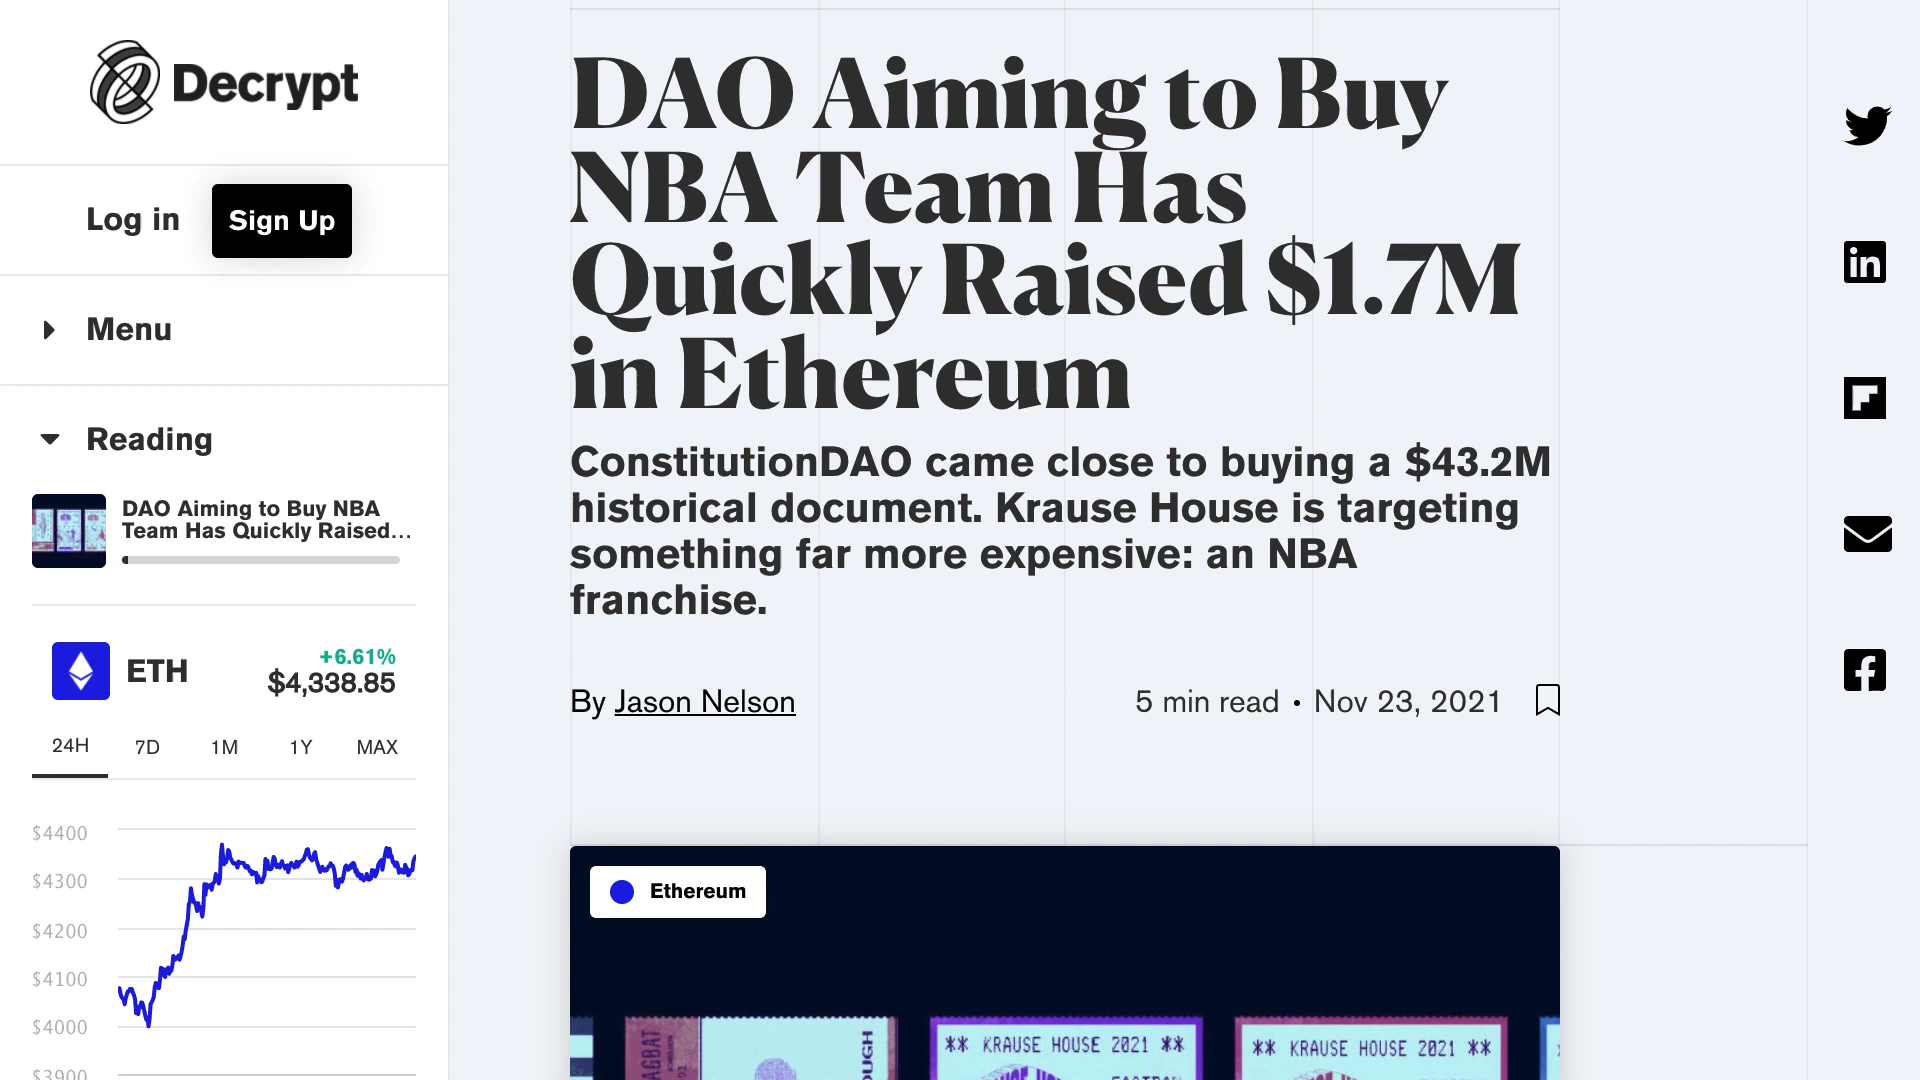 Decrypt
Log in
Sign Up
Menu
Reading
DAO Aiming to Buy NBA
Team Has Quickly Raised...
ETH
+6.61%
$4,338.85
24H
7D
1M
1Y
MAX
$4400
$4300
$4200
$4100
$4000
$3900
DAO Aiming to Buy
NBA Team Has
Quickly Raised $1.7M
in Ethereum
ConstitutionDAO came close to buying a $43.2M
historical document. Krause House is targeting
something far more expensive: an NBA
franchise.
By Jason Nelson
5 min read • Nov 23, 2021
Ethereum
** KRAUSE HOUSE 2021 **
** KRAUSE HOUSE 2021 **